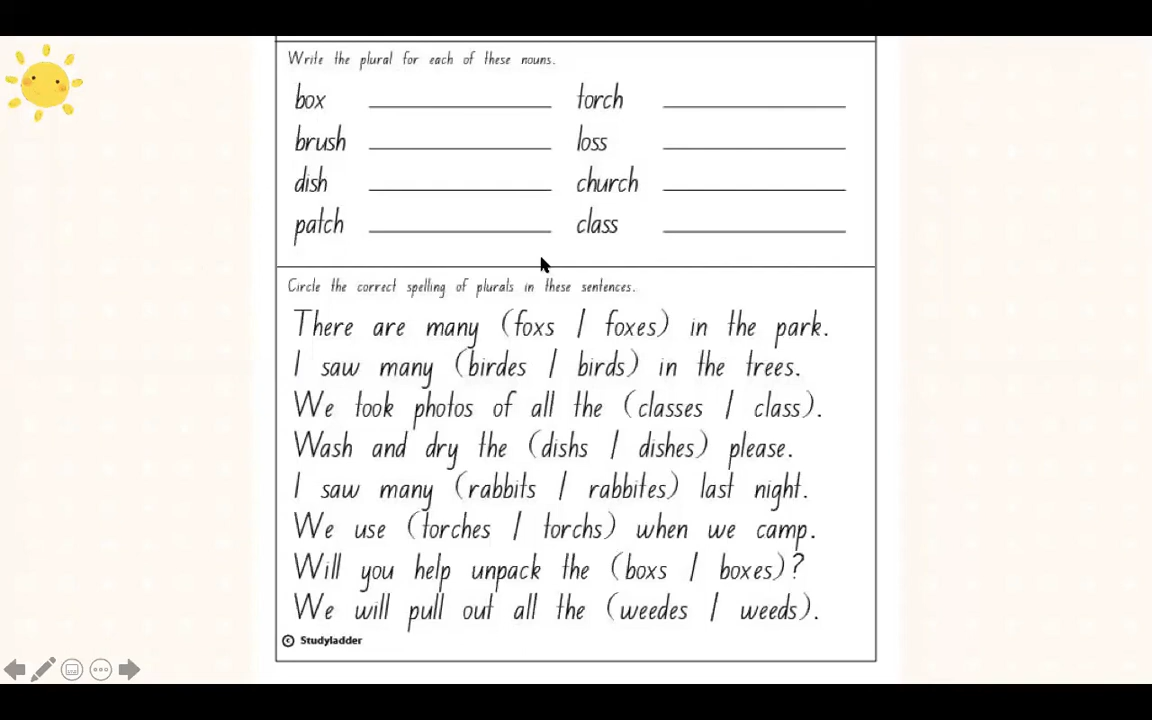 Write the plural for each of these nouns.
box torch
brush loss
dish church
patch class
Circle the correct spelling of plurals in these sentences.
There are many (foxs / foxes) in the park.
I saw many (birdes / birds) in the trees.
We took photos of all the (classes / class).
Wash and dry the (dishs / dishes) please.
I saw many (rabbits / rabbites) last night.
We use (torches / torchs) when we camp.
Will you help unpack the (boxs / boxes)?
We will pull out all the (weedes / weeds).
© Studyladder